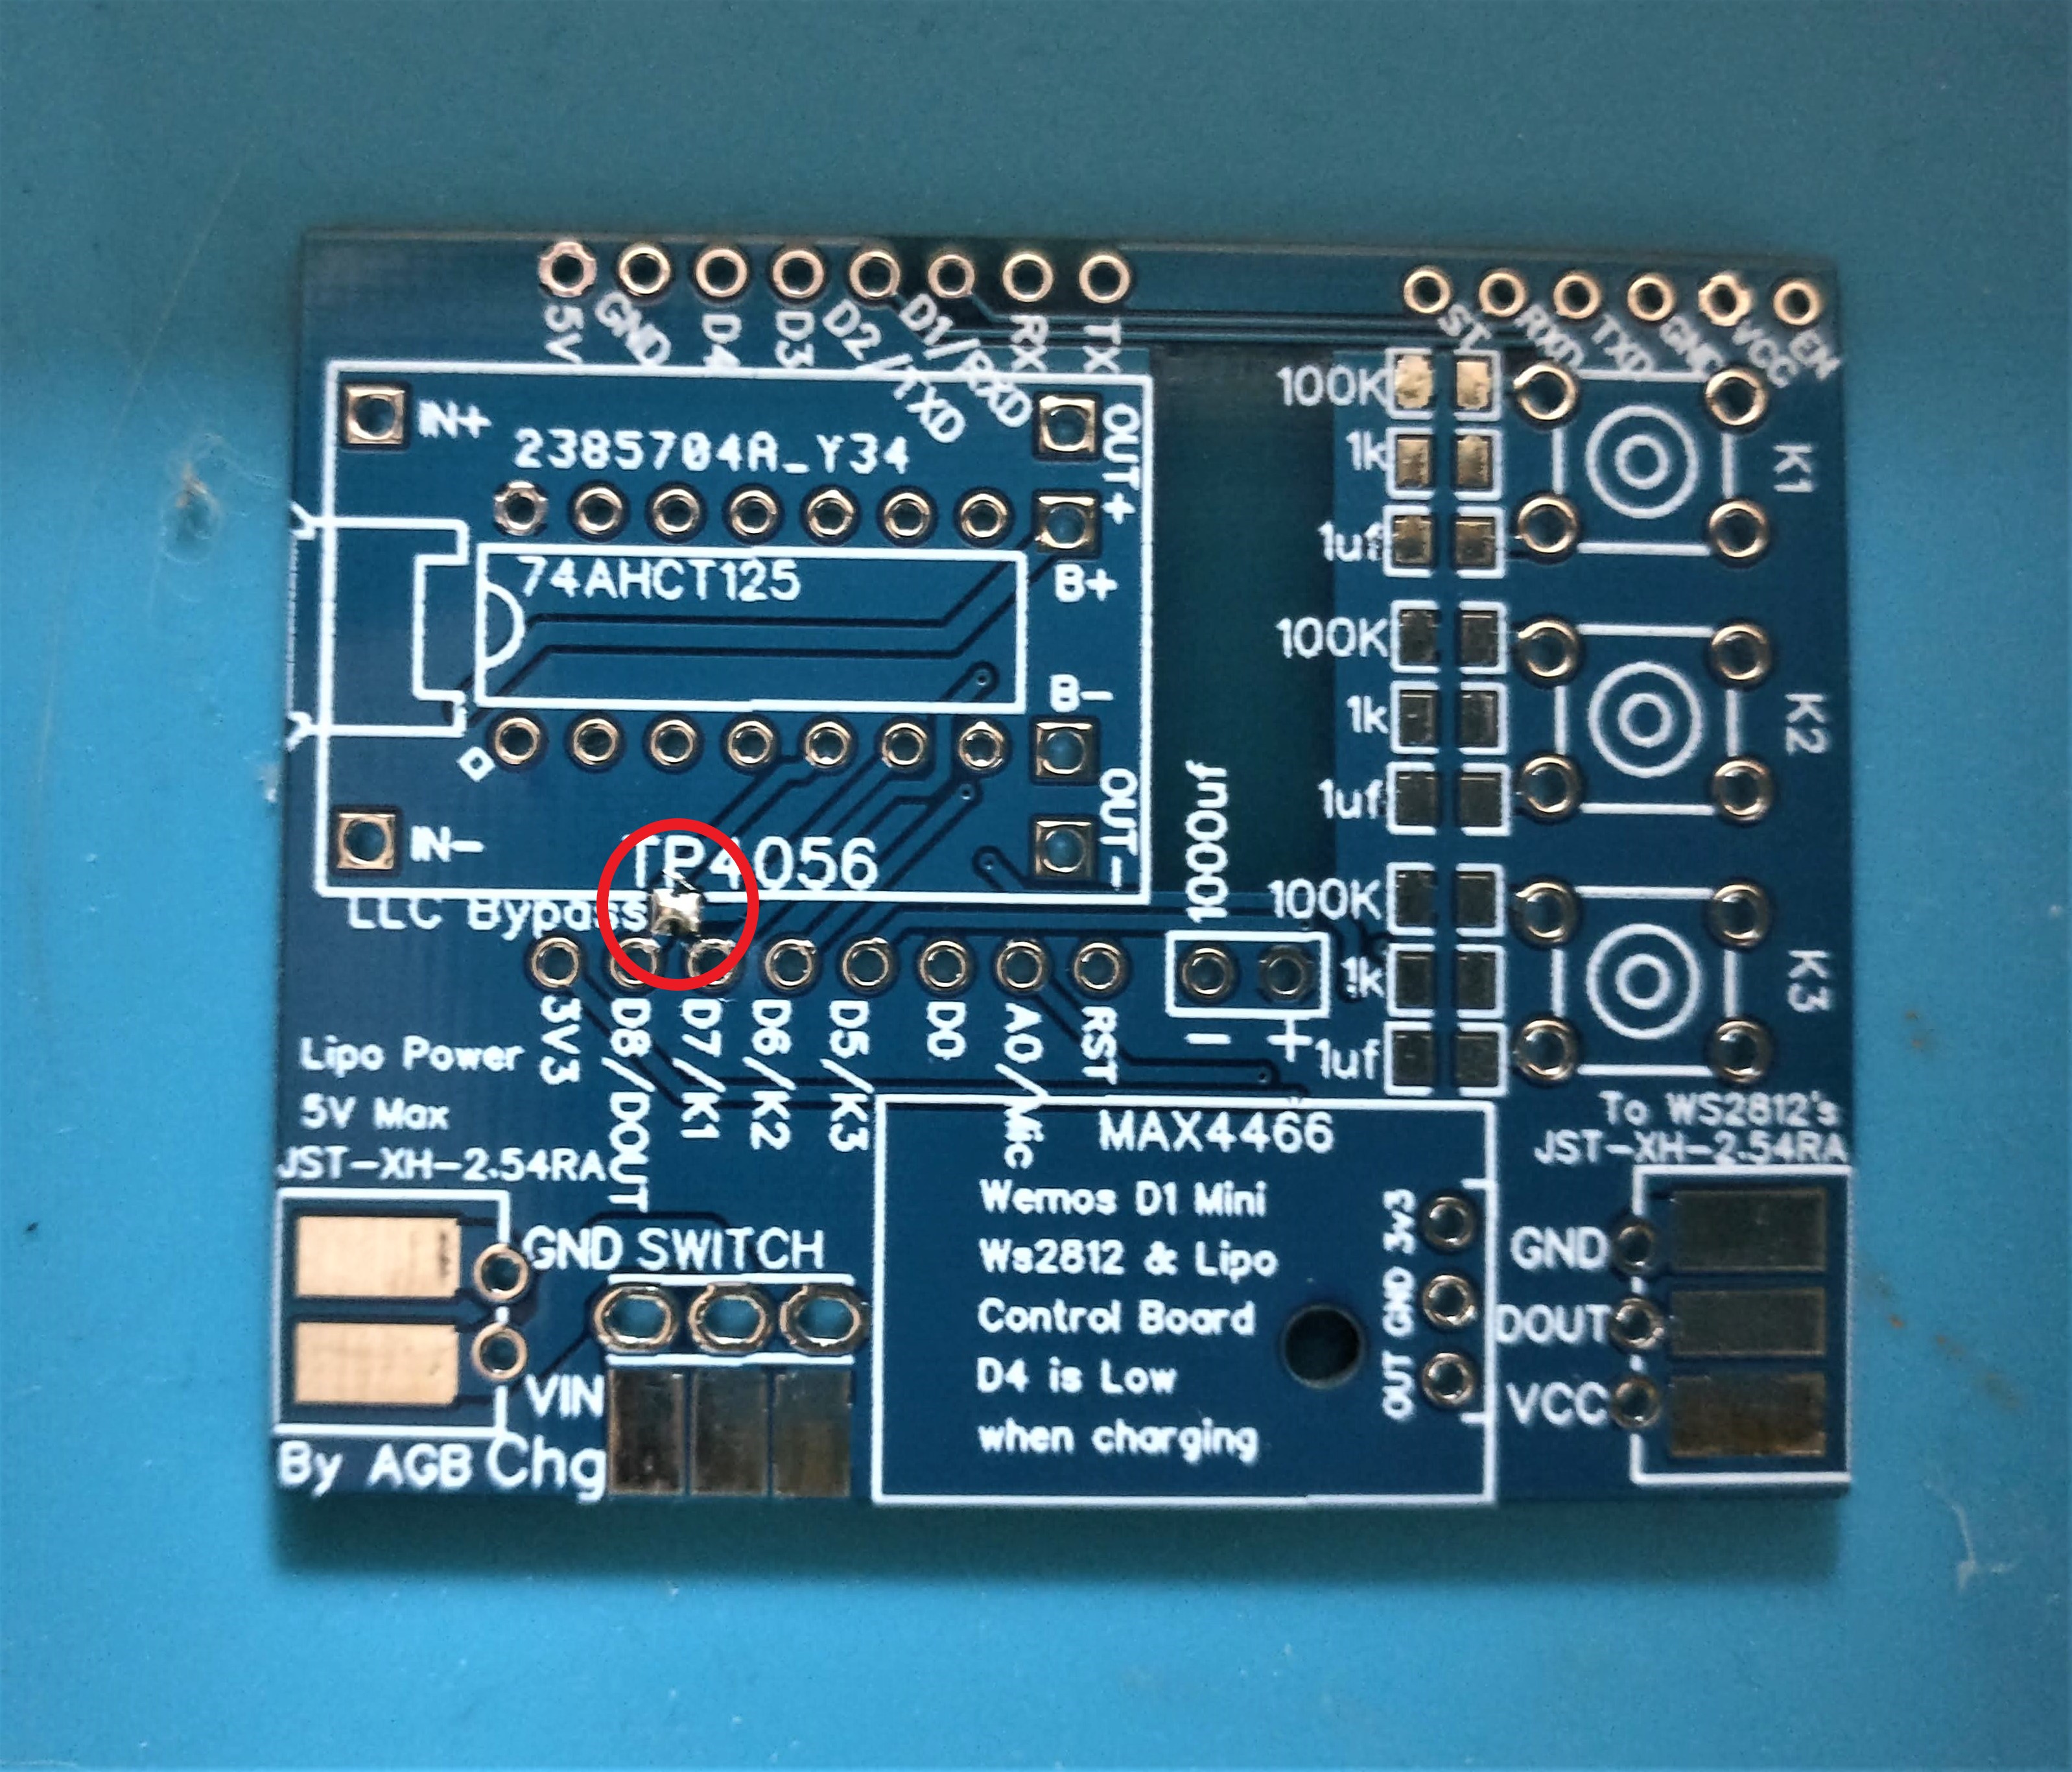 5V
GND
D4
D3
D2/TXD
D1/RXD
RX
TX
ST
RXD
TXD
GND
VCC
EN
IN+
2385704A_Y34
OUT+
74AHCT125
B+
B-
IN-
TP4056
OUT-
LLC Bypass
100K
1k
1uf
K1
100K
1k
1uf
K2
100K
1k
1uf
K3
1000uf
- +
3V3
D8/DOUT
D7/K1
D6/K2
D5/K3
D0
A0/Mic
RST
Lipo Power
5V Max
JST-XH-2.54RA
GND
VIN
SWITCH
Chg
By AGB
MAX4466
Wemos D1 Mini
Ws2812 & Lipo
Control Board
D4 is Low
when charging
3v3
GND
OUT
To WS2812's
JST-XH-2.54RA
GND
DOUT
VCC